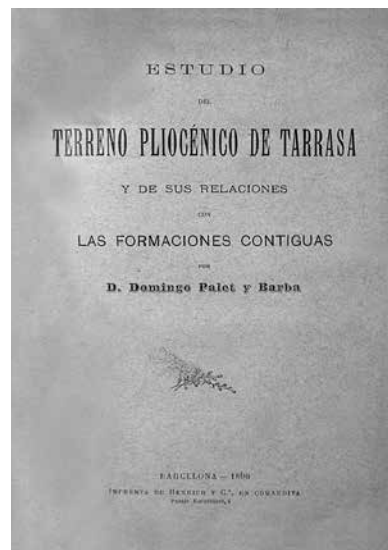 ESTUDIO
DEL
TERRENO PLIOCÉNICO DE TARRASA
Y DE SUS RELACIONES
CON
LAS FORMACIONES CONTIGUAS
POR
D. Domingo Palet y Barba
BARCELONA —
IMPRENTA DE HENRICH Y C.ª, EN COMANDITA